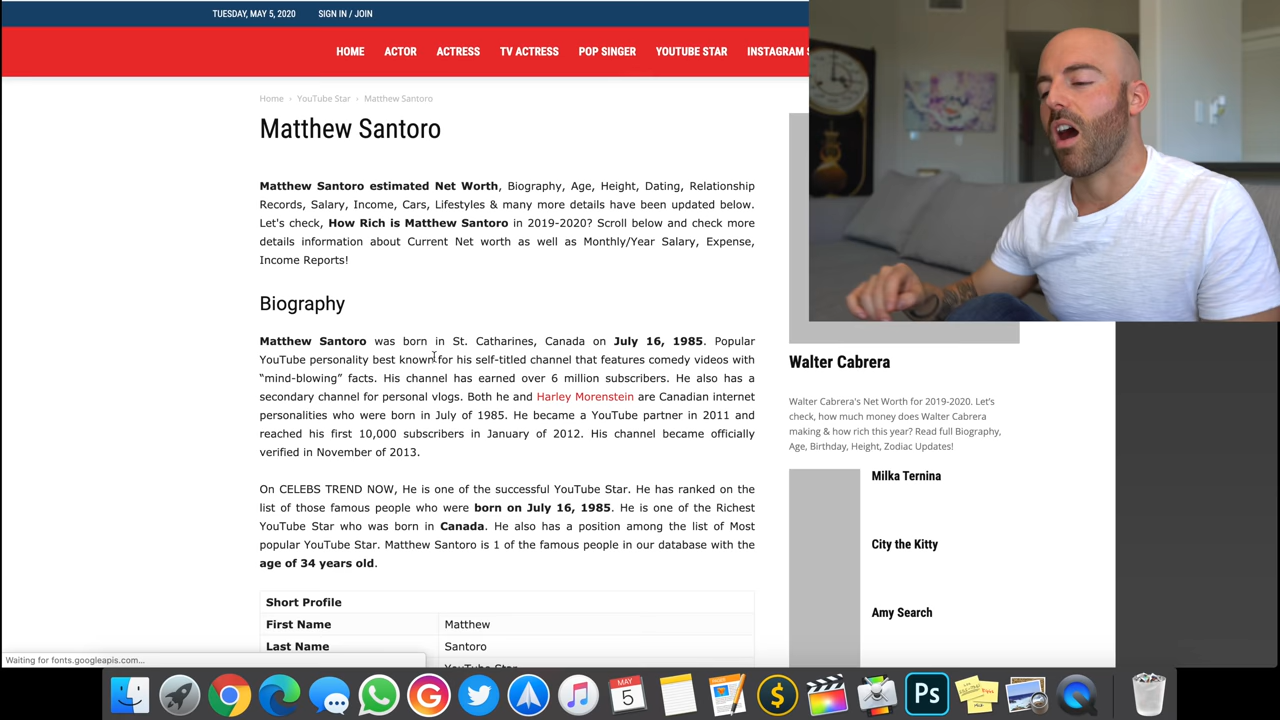 TUESDAY, MAY 5, 2020 SIGN IN / JOIN
HOME ACTOR ACTRESS TV ACTRESS POP SINGER YOUTUBE STAR INSTAGRAM S
Home › YouTube Star › Matthew Santoro
Matthew Santoro
Matthew Santoro estimated Net Worth, Biography, Age, Height, Dating, Relationship
Records, Salary, Income, Cars, Lifestyles & many more details have been updated below.
Let's check, How Rich is Matthew Santoro in 2019-2020? Scroll below and check more
details information about Current Net worth as well as Monthly/Year Salary, Expense,
Income Reports!
Biography
Matthew Santoro was born in St. Catharines, Canada on July 16, 1985. Popular
YouTube personality best known for his self-titled channel that features comedy videos with
“mind-blowing” facts. His channel has earned over 6 million subscribers. He also has a
secondary channel for personal vlogs. Both he and Harley Morenstein are Canadian internet
personalities who were born in July of 1985. He became a YouTube partner in 2011 and
reached his first 10,000 subscribers in January of 2012. His channel became officially
verified in November of 2013.
On CELEBS TREND NOW, He is one of the successful YouTube Star. He has ranked on the
list of those famous people who were born on July 16, 1985. He is one of the Richest
YouTube Star who was born in Canada. He also has a position among the list of Most
popular YouTube Star. Matthew Santoro is 1 of the famous people in our database with the
age of 34 years old.
Short Profile
First Name Matthew
Last Name Santoro
YouTube Star
Walter Cabrera
Walter Cabrera's Net Worth for 2019-2020. Let's
check, how much money does Walter Cabrera
making & how rich this year? Read full Biography,
Age, Birthday, Height, Zodiac Updates!
Milka Ternina
City the Kitty
Amy Search
Waiting for fonts.googleapis.com...
MAY
5
Ps